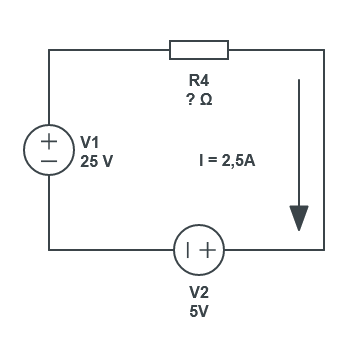 R4
? Ω
V1
25 V
I = 2,5A
V2
5V